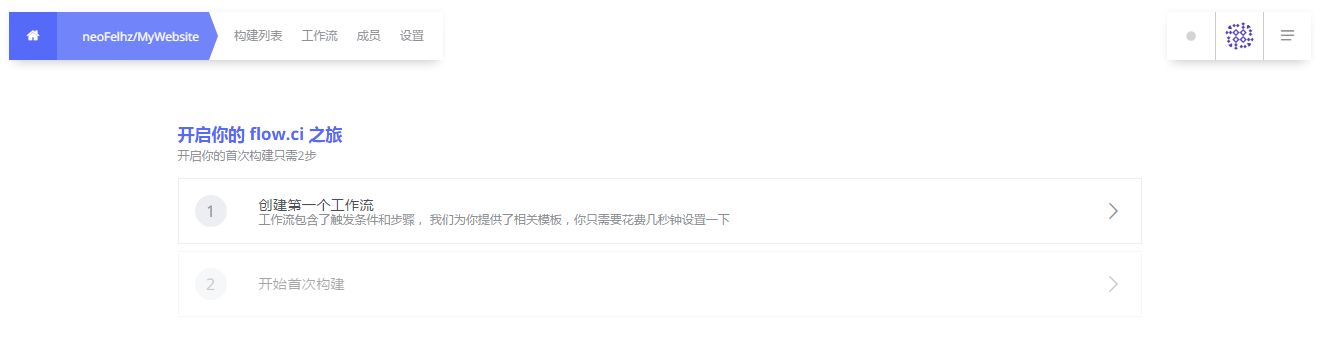 neoFelhz/MyWebsite 构建列表 工作流 成员 设置
开启你的 flow.ci 之旅
开启你的首次构建只需2步
1
创建第一个工作流
工作流包含了触发条件和步骤， 我们为你提供了相关模板，你只需要花费几秒钟设置一下
2
开始首次构建